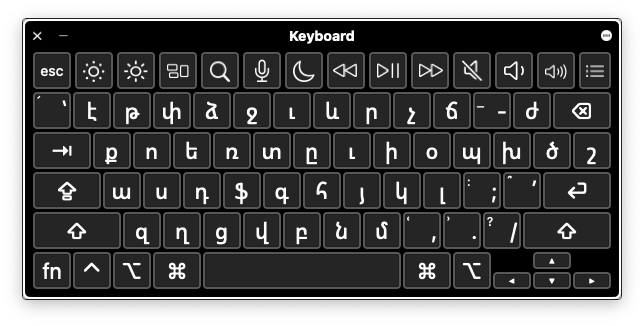 Keyboard
esc
՝ է թ փ ձ ջ ւ և ր չ ճ – - ժ
ք ո ե ռ տ ը ւ ի օ պ խ ծ շ
ա ս դ ֆ գ հ յ կ լ : ; ՛
զ ղ ց վ բ ն մ , . ? /
fn